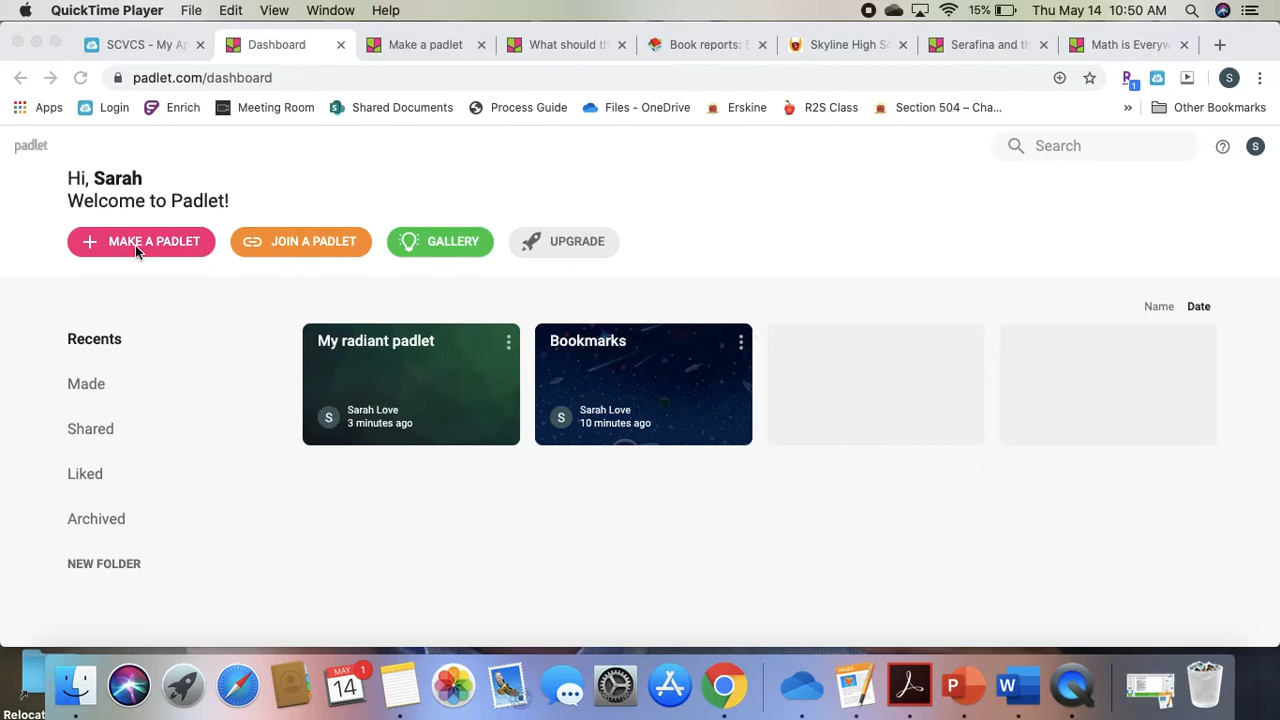 QuickTime Player File Edit View Window Help 15% Thu May 14 10:50 AM
SCVCS - My Ap Dashboard Make a padlet What should th Book reports: Skyline High Sc Serafina and th Math is Everyw
padlet.com/dashboard
Apps Login Enrich Meeting Room Shared Documents Process Guide Files - OneDrive Erskine R2S Class Section 504 – Cha... » Other Bookmarks
padlet
Search
S
Hi, Sarah
Welcome to Padlet!
MAKE A PADLET JOIN A PADLET GALLERY UPGRADE
Name Date
Recents
Made
Shared
Liked
Archived
NEW FOLDER
My radiant padlet
S Sarah Love
3 minutes ago
Bookmarks
S Sarah Love
10 minutes ago
MAY 1
14
Relocat